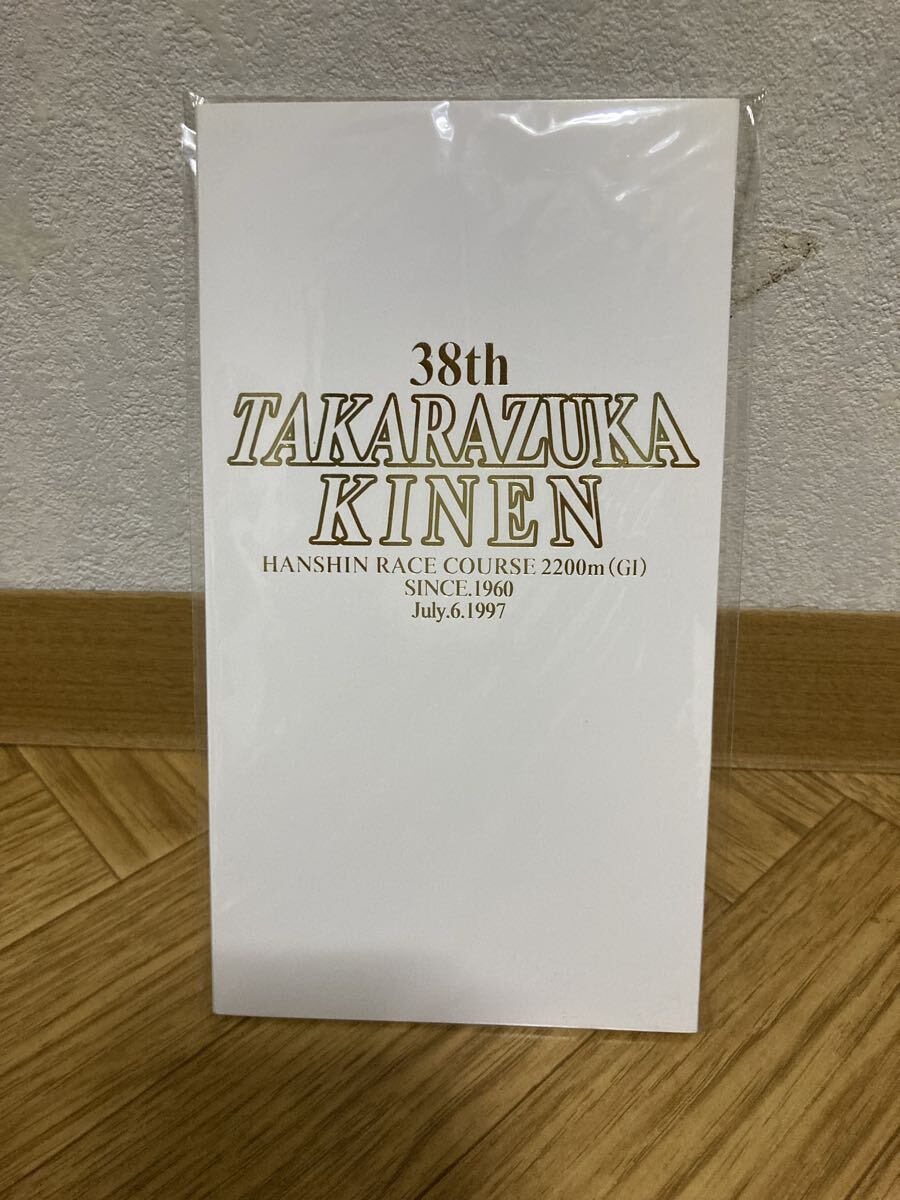 38th
TAKARAZUKA
KINEN
HANSHIN RACE COURSE 2200m (GI)
SINCE.1960
July.6.1997